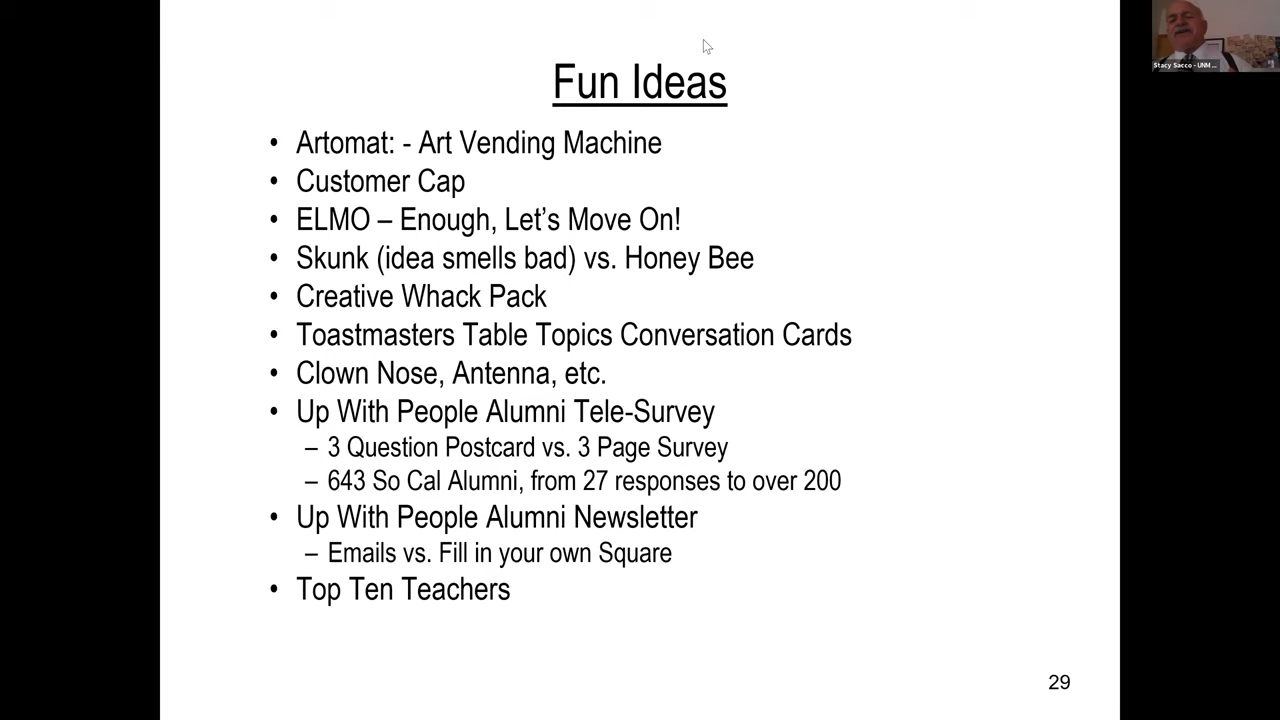 Fun Ideas
• Artomat: - Art Vending Machine
• Customer Cap
• ELMO – Enough, Let’s Move On!
• Skunk (idea smells bad) vs. Honey Bee
• Creative Whack Pack
• Toastmasters Table Topics Conversation Cards
• Clown Nose, Antenna, etc.
• Up With People Alumni Tele-Survey
– 3 Question Postcard vs. 3 Page Survey
– 643 So Cal Alumni, from 27 responses to over 200
• Up With People Alumni Newsletter
– Emails vs. Fill in your own Square
• Top Ten Teachers
29
Stacy Sacco - UNM ...